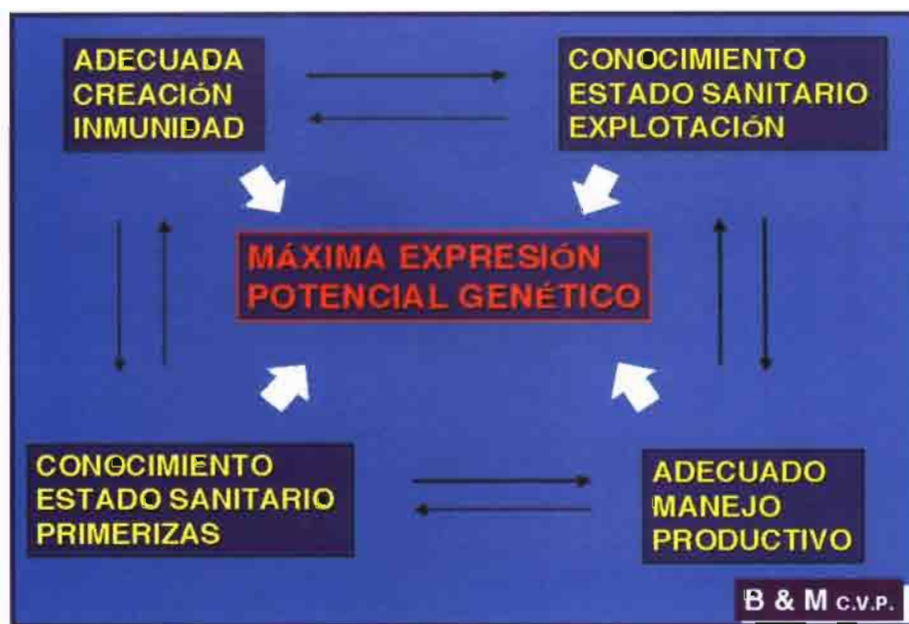 ADECUADA
CREACIÓN
INMUNIDAD
CONOCIMIENTO
ESTADO SANITARIO
EXPLOTACIÓN
MÁXIMA EXPRESIÓN
POTENCIAL GENÉTICO
CONOCIMIENTO
ESTADO SANITARIO
PRIMERIZAS
ADECUADO
MANEJO
PRODUCTIVO
B & M C.V.P.